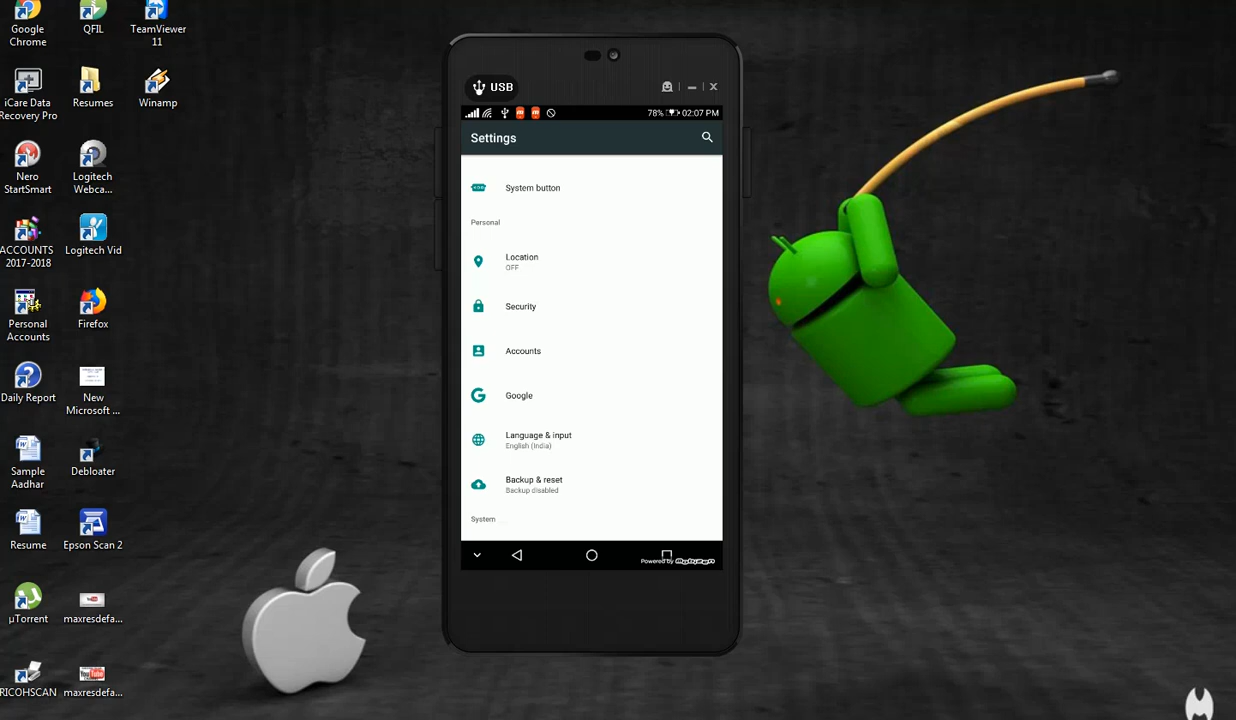 Google
Chrome
QFIL
TeamViewer
11
iCare Data
Recovery Pro
Resumes
Winamp
Nero
StartSmart
Logitech
Webca...
ACCOUNTS
2017-2018
Logitech Vid
Personal
Accounts
Firefox
Daily Report
New
Microsoft ...
Sample
Aadhar
Debloater
Resume
Epson Scan 2
µTorrent
maxresdefa...
RICOHSCAN
maxresdefa...
USB
78% 02:07 PM
Settings
System button
Personal
Location
OFF
Security
Accounts
Google
Language & input
English (India)
Backup & reset
Backup disabled
System
Powered by Mobizen